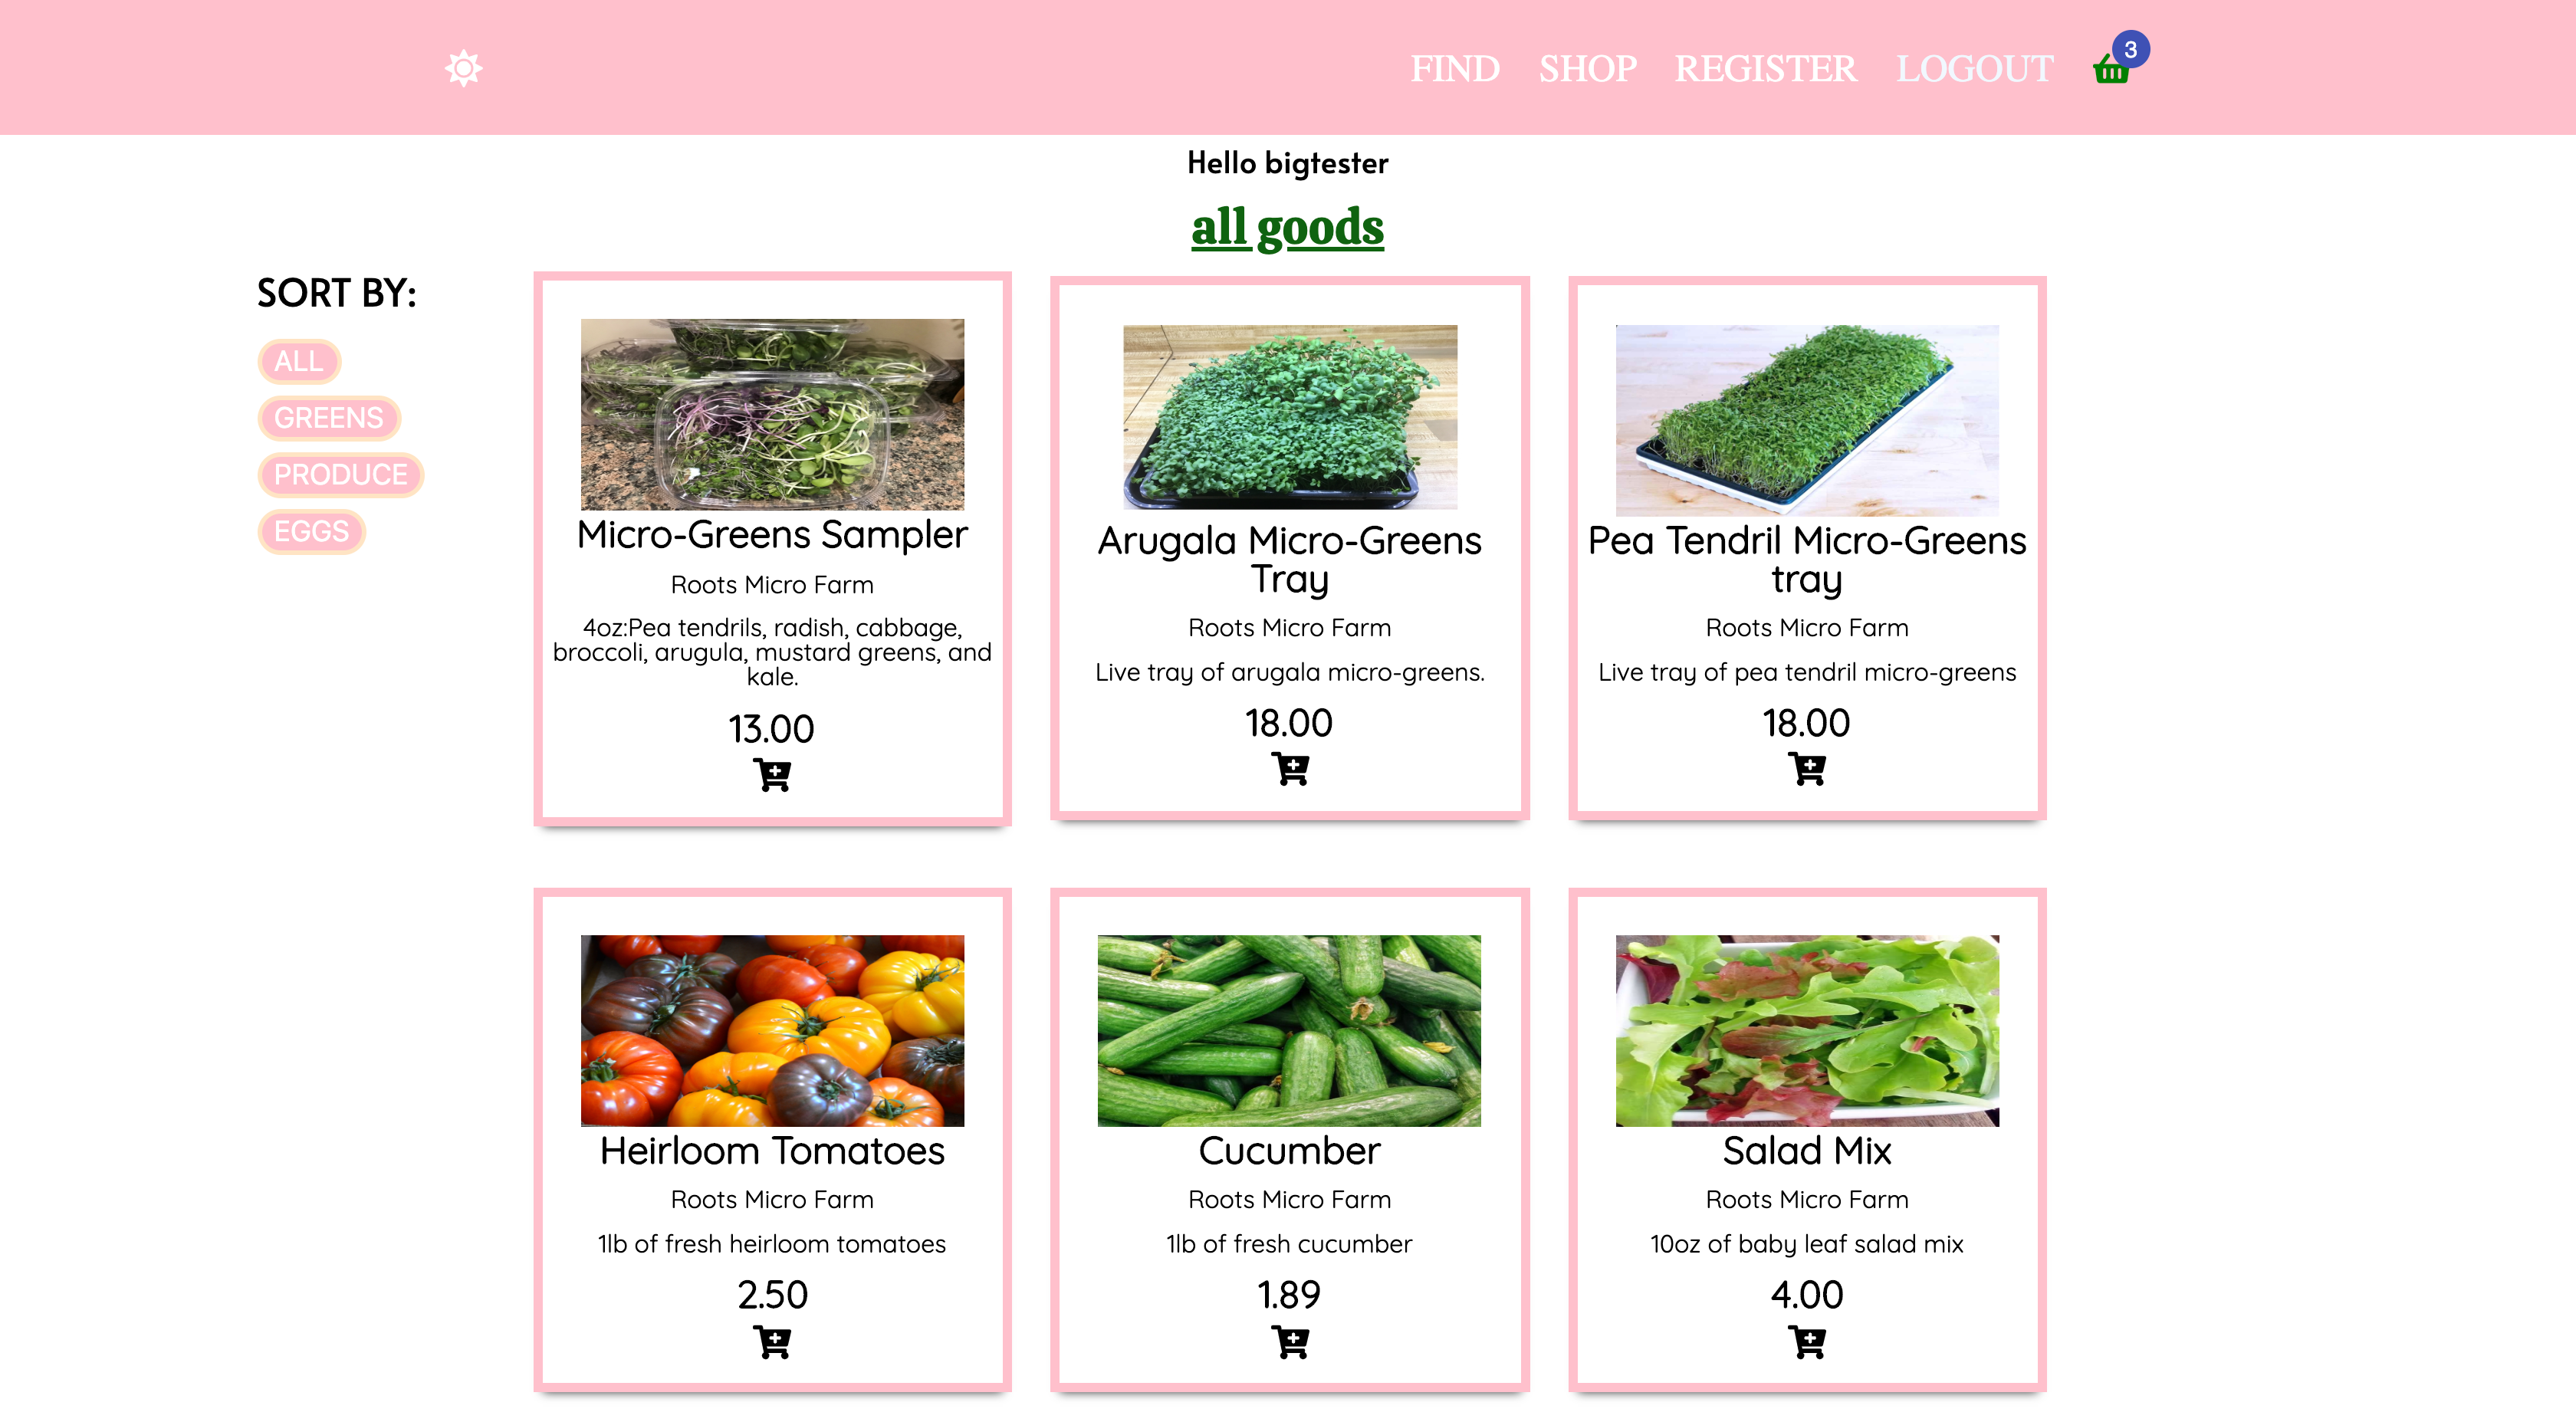 FIND SHOP REGISTER LOGOUT 3
Hello bigtester
all goods
SORT BY:
ALL
GREENS
PRODUCE
EGGS
Micro-Greens Sampler
Roots Micro Farm
4oz:Pea tendrils, radish, cabbage,
broccoli, arugula, mustard greens, and
kale.
13.00
Arugala Micro-Greens
Tray
Roots Micro Farm
Live tray of arugala micro-greens.
18.00
Pea Tendril Micro-Greens
tray
Roots Micro Farm
Live tray of pea tendril micro-greens
18.00
Heirloom Tomatoes
Roots Micro Farm
1lb of fresh heirloom tomatoes
2.50
Cucumber
Roots Micro Farm
1lb of fresh cucumber
1.89
Salad Mix
Roots Micro Farm
10oz of baby leaf salad mix
4.00